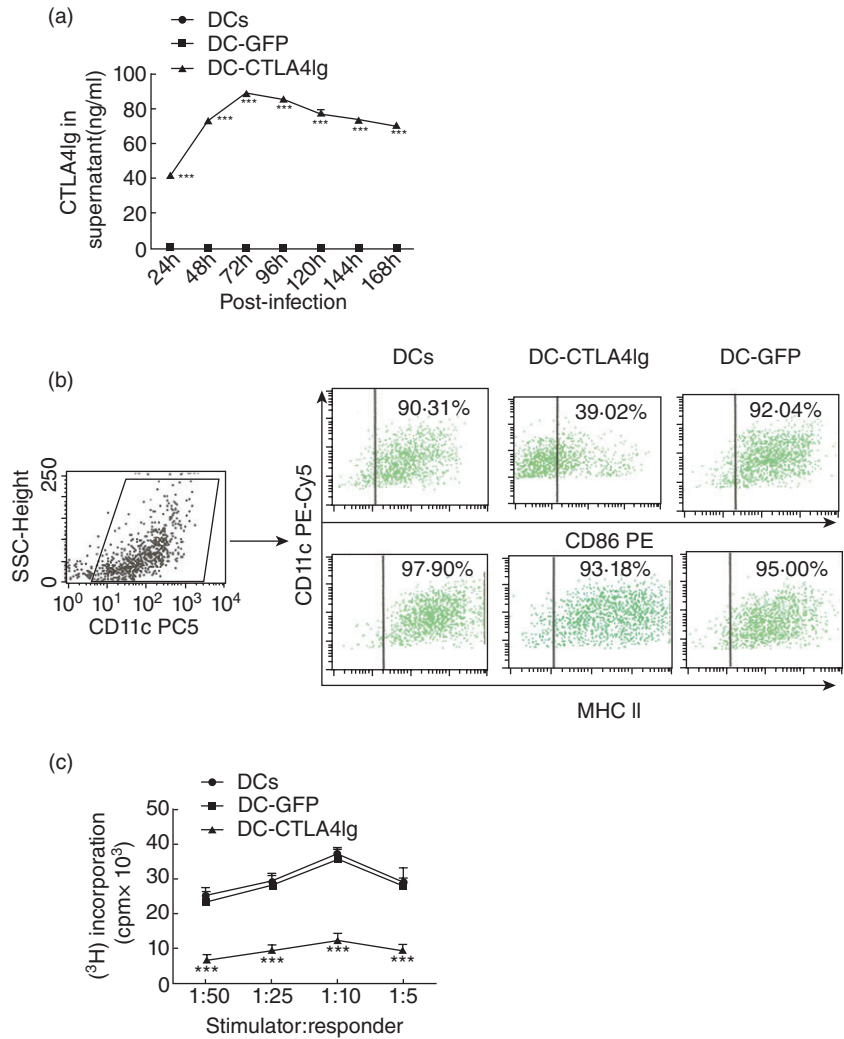 (a)
DCs
DC-GFP
DC-CTLA4Ig
CTLA4Ig in
supernatant(ng/ml)
100
80
60
40
20
0
***
***
***
***
***
***
***
24h
48h
72h
96h
120h
144h
168h
Post-infection
(b)
DCs
DC-CTLA4Ig
DC-GFP
SSC-Height
250
0
10⁰ 10¹ 10² 10³ 10⁴
CD11c PC5
CD11c PE-Cy5
90·31%
39·02%
92·04%
CD86 PE
97·90%
93·18%
95·00%
MHC II
(c)
DCs
DC-GFP
DC-CTLA4Ig
(³H) incorporation
(cpm× 10³)
50
40
30
20
10
0
***
***
***
***
1:50
1:25
1:10
1:5
Stimulator:responder